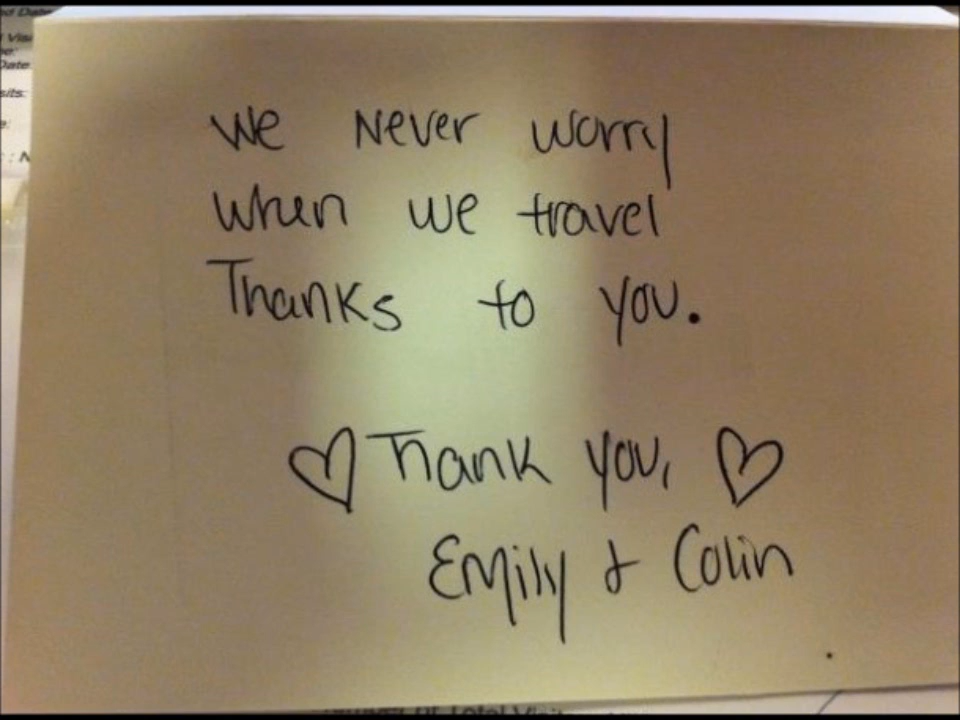 We Never worry
when we travel
Thanks to you.
♡ Thank you, ♡
Emily & Colin